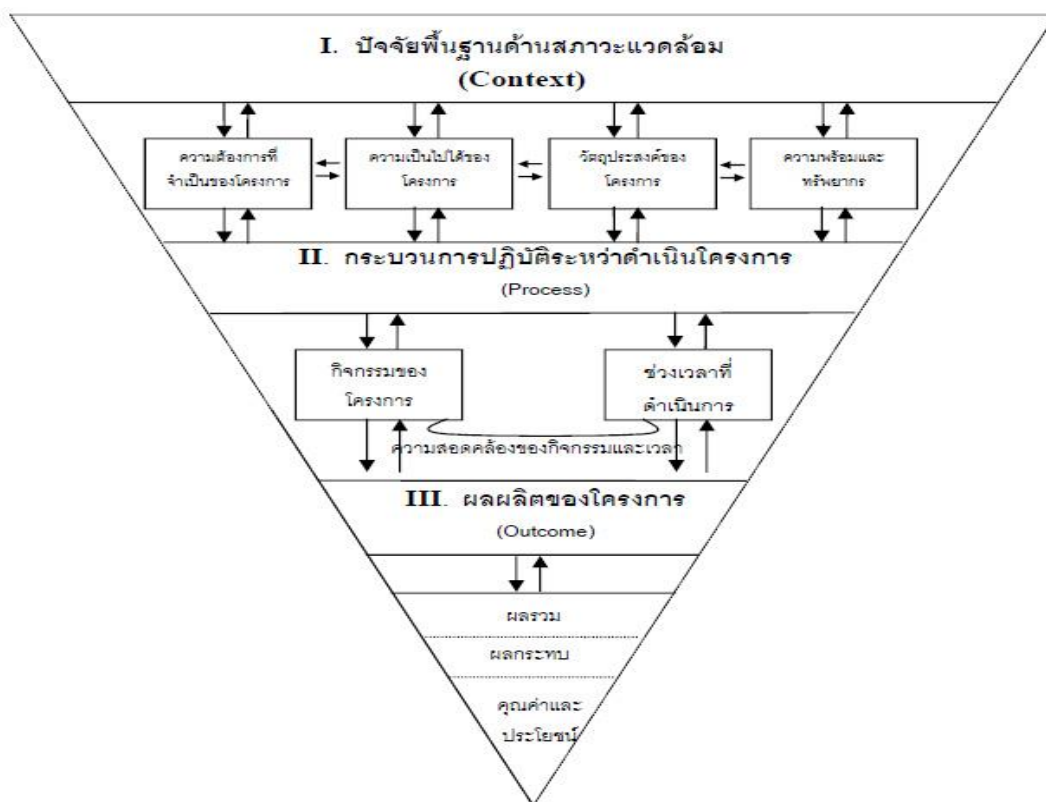 I. ปัจจัยพื้นฐานด้านสภาวะแวดล้อม
(Context)
ความต้องการที่
จำเป็นของโครงการ
ความเป็นไปได้ของ
โครงการ
วัตถุประสงค์ของ
โครงการ
ความพร้อมและ
ทรัพยากร
II. กระบวนการปฏิบัติระหว่าดำเนินโครงการ
(Process)
กิจกรรมของ
โครงการ
ช่วงเวลาที่
ดำเนินการ
ความสอดคล้องของกิจกรรมและเวลา
III. ผลผลิตของโครงการ
(Outcome)
ผลรวม
ผลกระทบ
คุณค่าและ
ประโยชน์